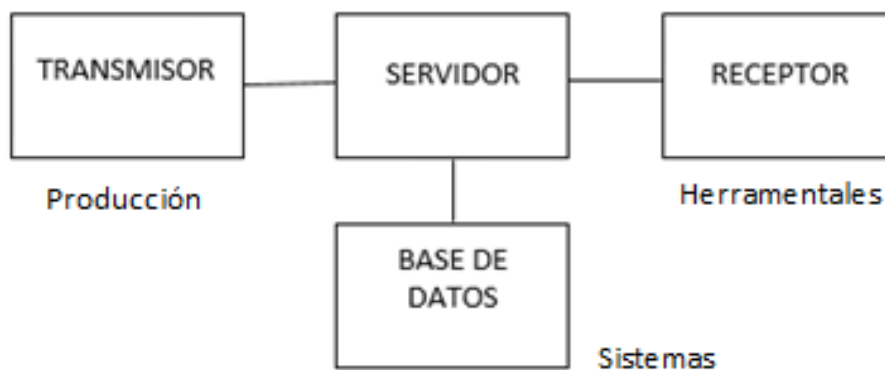 TRANSMISOR
SERVIDOR
RECEPTOR
Producción
Herramentales
BASE DE
DATOS
Sistemas